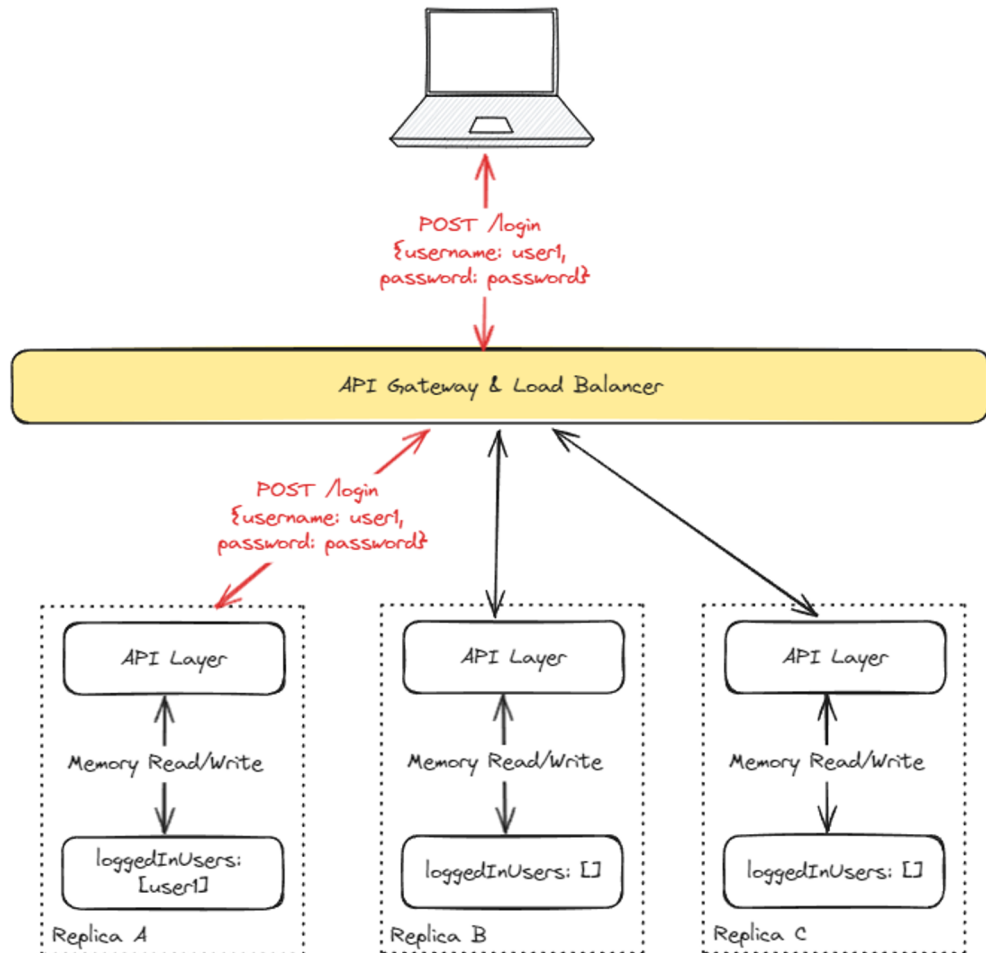 POST /login
{username: user1,
password: password}
API Gateway & Load Balancer
POST /login
{username: user1,
password: password}
API Layer
API Layer
API Layer
Memory Read/Write
Memory Read/Write
Memory Read/Write
loggedInUsers:
[user1]
loggedInUsers: []
loggedInUsers: []
Replica A
Replica B
Replica C